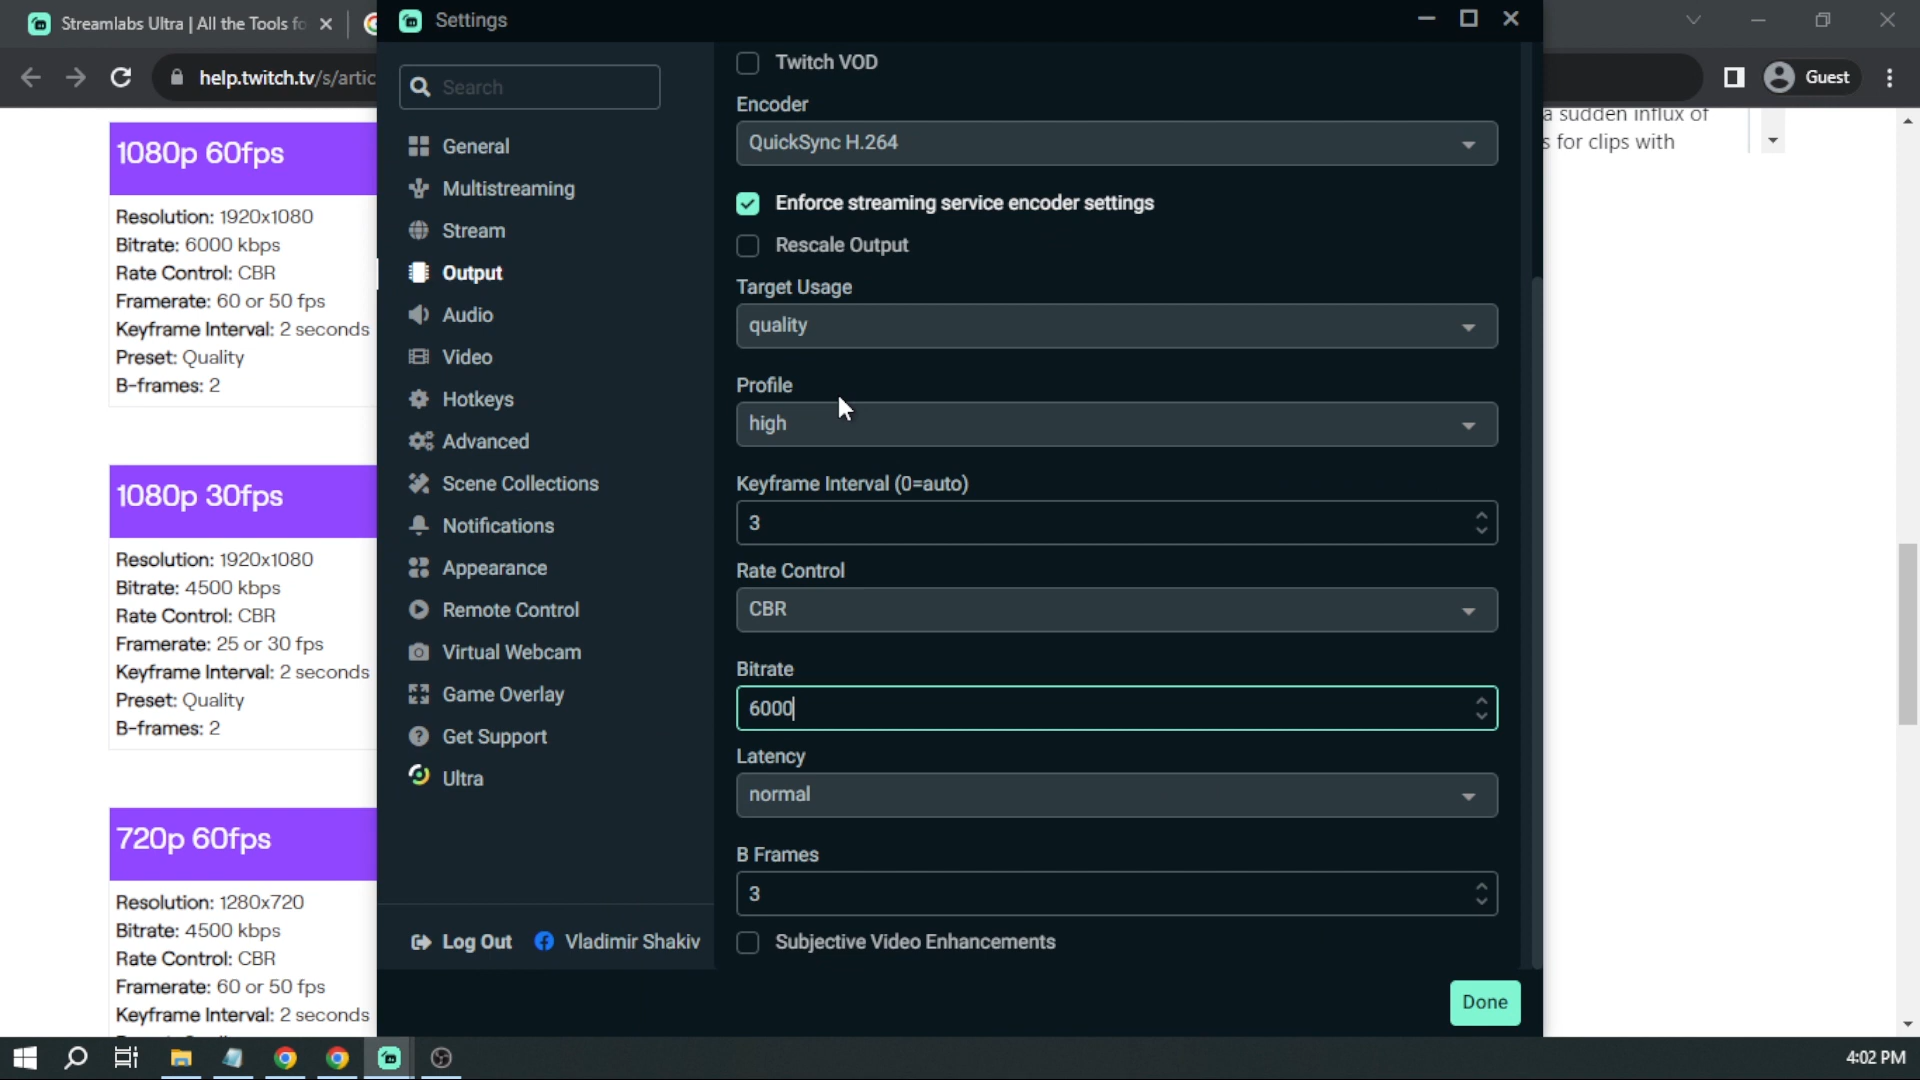 Streamlabs Ultra | All the Tools fo
help.twitch.tv/s/artic
Guest
1080p 60fps
Resolution: 1920x1080
Bitrate: 6000 kbps
Rate Control: CBR
Framerate: 60 or 50 fps
Keyframe Interval: 2 seconds
Preset: Quality
B-frames: 2
1080p 30fps
Resolution: 1920x1080
Bitrate: 4500 kbps
Rate Control: CBR
Framerate: 25 or 30 fps
Keyframe Interval: 2 seconds
Preset: Quality
B-frames: 2
720p 60fps
Resolution: 1280x720
Bitrate: 4500 kbps
Rate Control: CBR
Framerate: 60 or 50 fps
Keyframe Interval: 2 seconds
Settings
Search
General
Multistreaming
Stream
Output
Audio
Video
Hotkeys
Advanced
Scene Collections
Notifications
Appearance
Remote Control
Virtual Webcam
Game Overlay
Get Support
Ultra
Log Out
Vladimir Shakiv
Twitch VOD
Encoder
QuickSync H.264
Enforce streaming service encoder settings
Rescale Output
Target Usage
quality
Profile
high
Keyframe Interval (0=auto)
3
Rate Control
CBR
Bitrate
6000
Latency
normal
B Frames
3
Subjective Video Enhancements
Done
a sudden influx of
s for clips with
4:02 PM